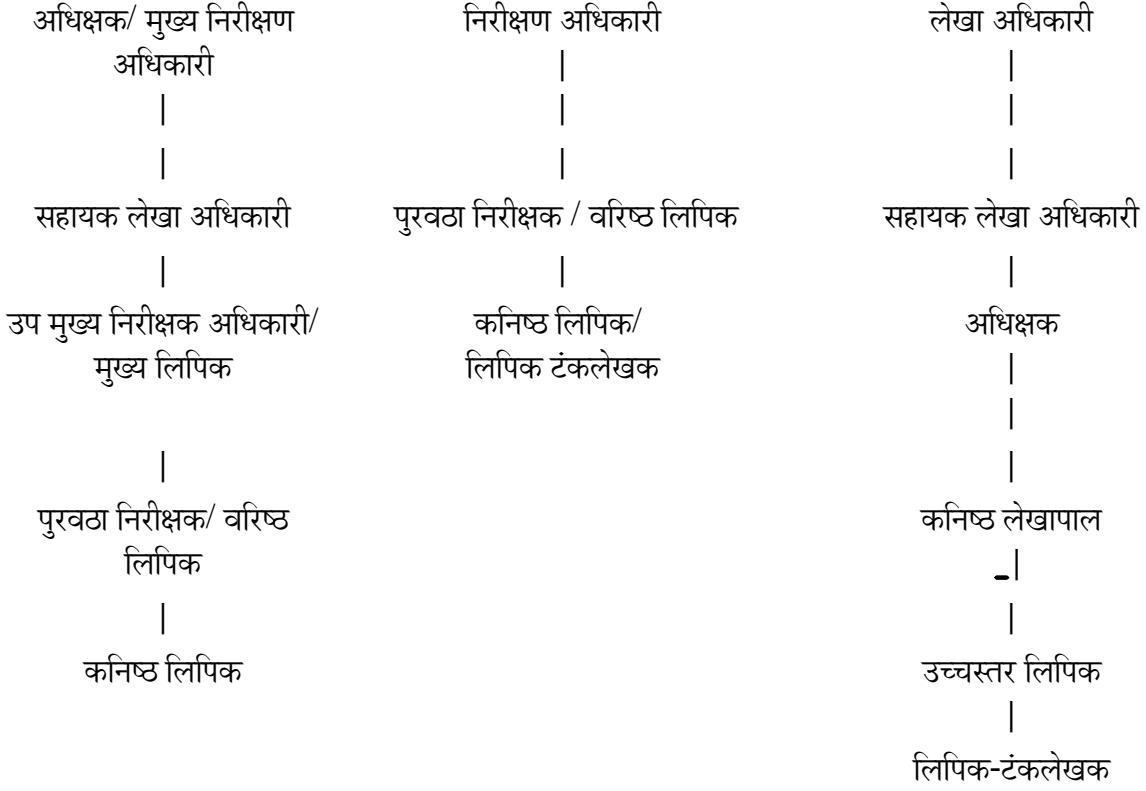 अधिक्षक/ मुख्य निरीक्षण
अधिकारी
|
|
सहायक लेखा अधिकारी
|
उप मुख्य निरीक्षक अधिकारी/
मुख्य लिपिक
|
पुरवठा निरीक्षक/ वरिष्ठ
लिपिक
|
कनिष्ठ लिपिक
निरीक्षण अधिकारी
|
|
|
पुरवठा निरीक्षक / वरिष्ठ लिपिक
|
कनिष्ठ लिपिक/
लिपिक टंकलेखक
लेखा अधिकारी
|
|
|
सहायक लेखा अधिकारी
|
अधिक्षक
|
|
|
कनिष्ठ लेखापाल
-|
|
उच्चस्तर लिपिक
|
लिपिक-टंकलेखक